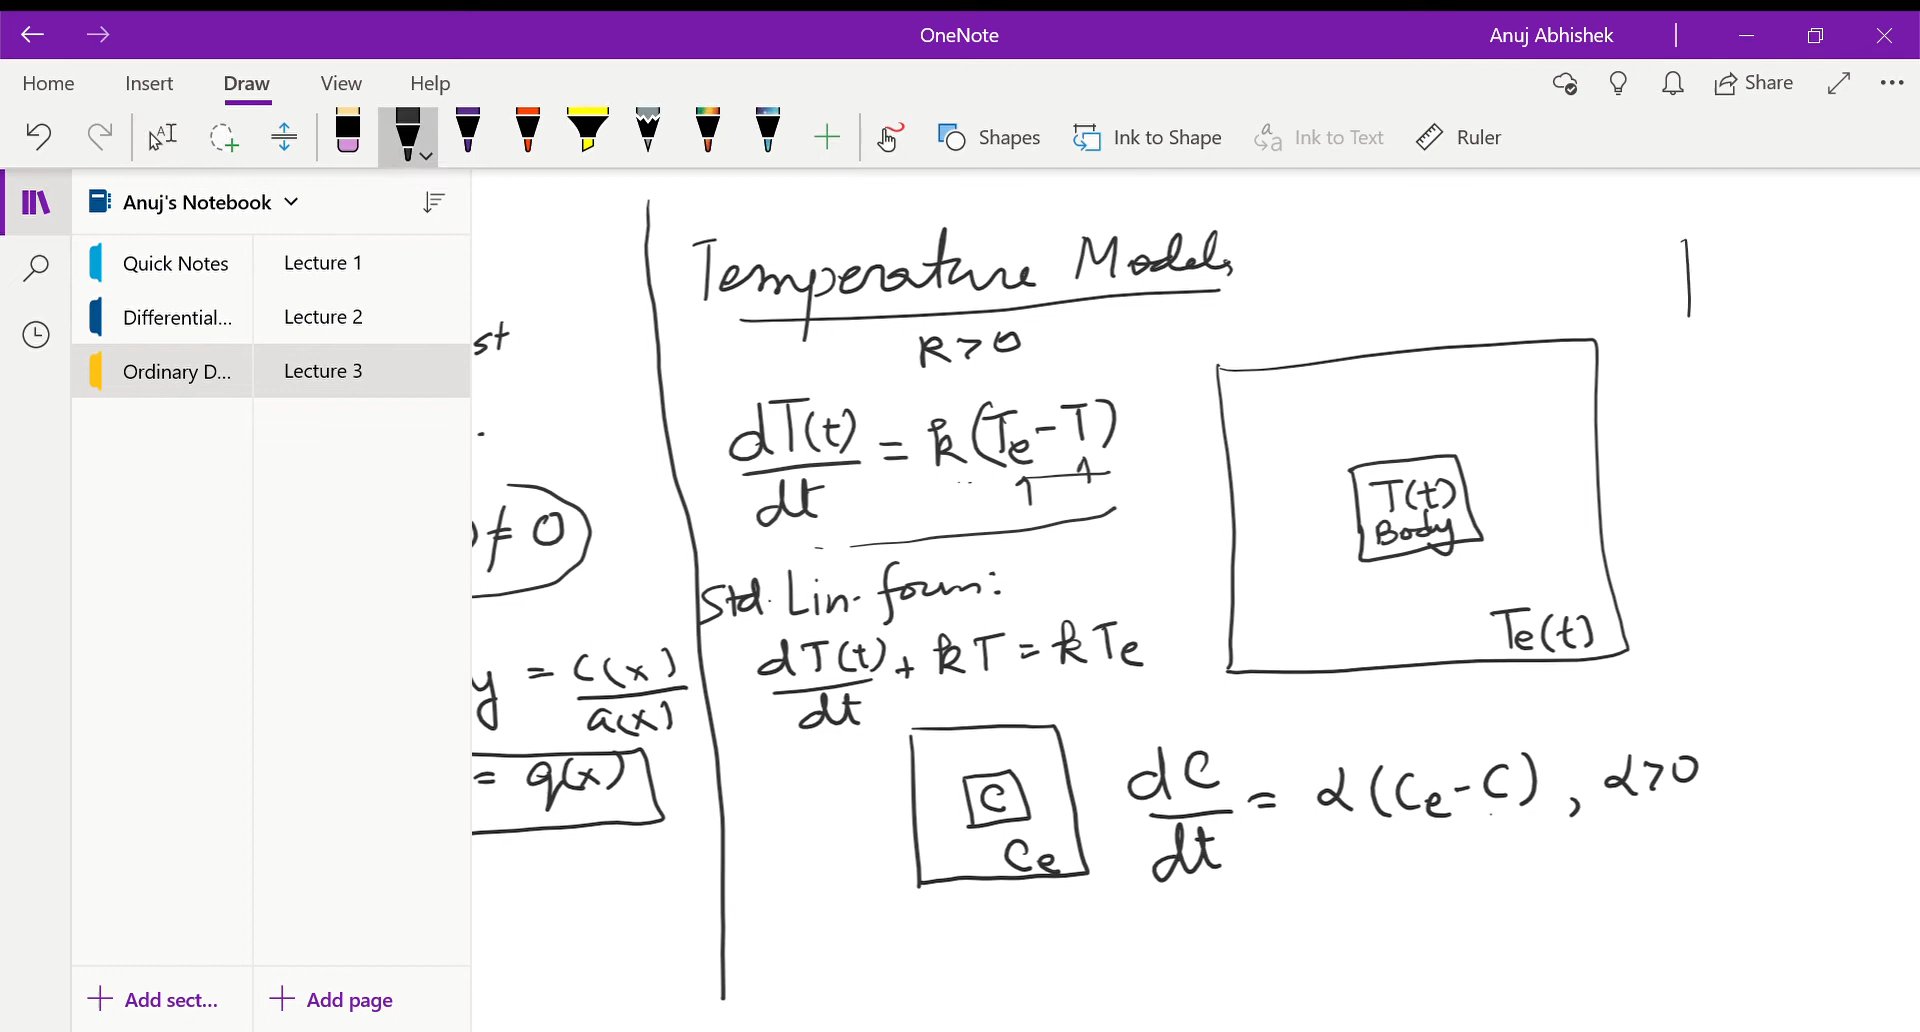 OneNote
Anuj Abhishek
Home Insert Draw View Help
Share
Shapes Ink to Shape Ink to Text Ruler
Anuj's Notebook
Quick Notes
Differential...
Ordinary D...
Lecture 1
Lecture 2
Lecture 3
Add sect...
Add page
st
≠ 0
y = c(x)/a(x)
= q(x)
Temperature Models
k > 0
dT(t)/dt = k(Te - T)
T(t)
Body
Te(t)
Std. Lin. form:
dT(t)/dt + kT = kTe
C
Ce
dC/dt = α(Ce - C), α>0